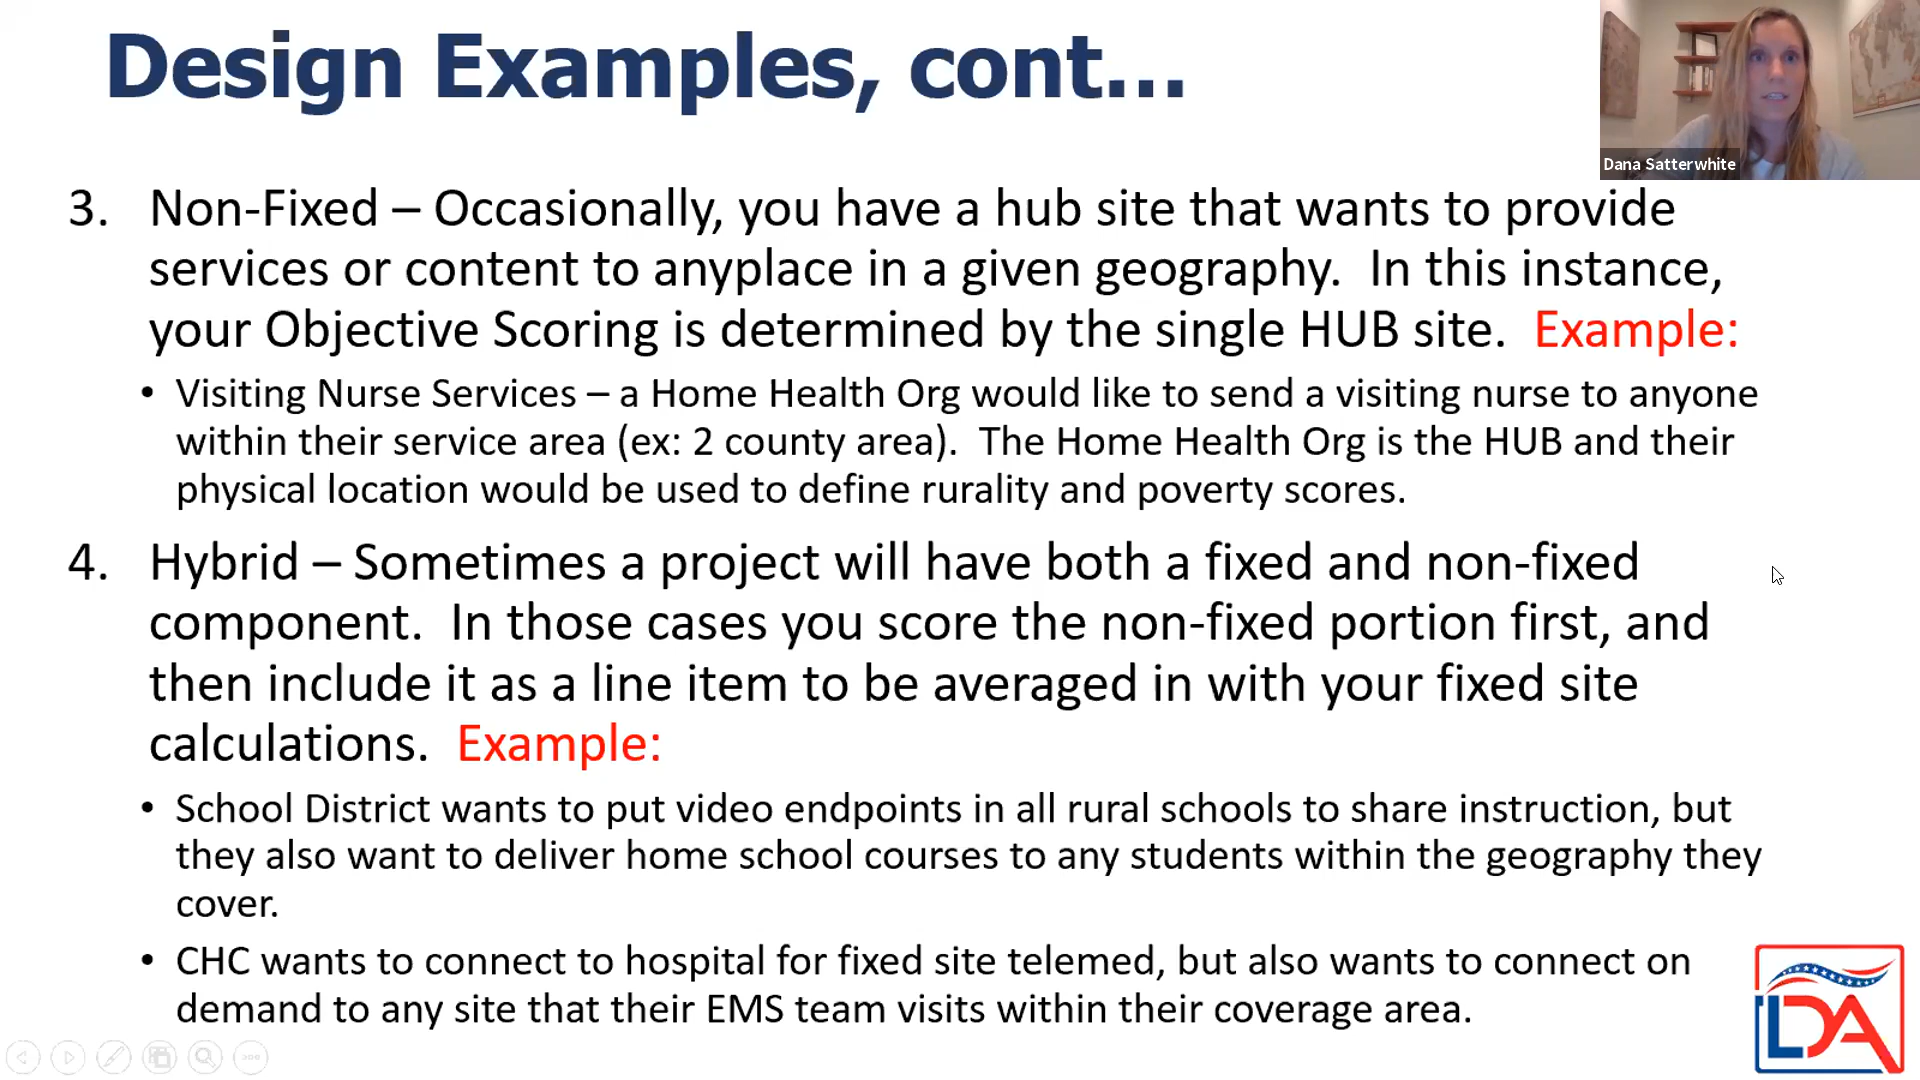 Design Examples, cont...
Dana Satterwhite
3. Non-Fixed – Occasionally, you have a hub site that wants to provide
services or content to anyplace in a given geography.  In this instance,
your Objective Scoring is determined by the single HUB site.  Example:
• Visiting Nurse Services – a Home Health Org would like to send a visiting nurse to anyone
within their service area (ex: 2 county area).  The Home Health Org is the HUB and their
physical location would be used to define rurality and poverty scores.
4. Hybrid – Sometimes a project will have both a fixed and non-fixed
component.  In those cases you score the non-fixed portion first, and
then include it as a line item to be averaged in with your fixed site
calculations.  Example:
• School District wants to put video endpoints in all rural schools to share instruction, but
they also want to deliver home school courses to any students within the geography they
cover.
• CHC wants to connect to hospital for fixed site telemed, but also wants to connect on
demand to any site that their EMS team visits within their coverage area.
LDA